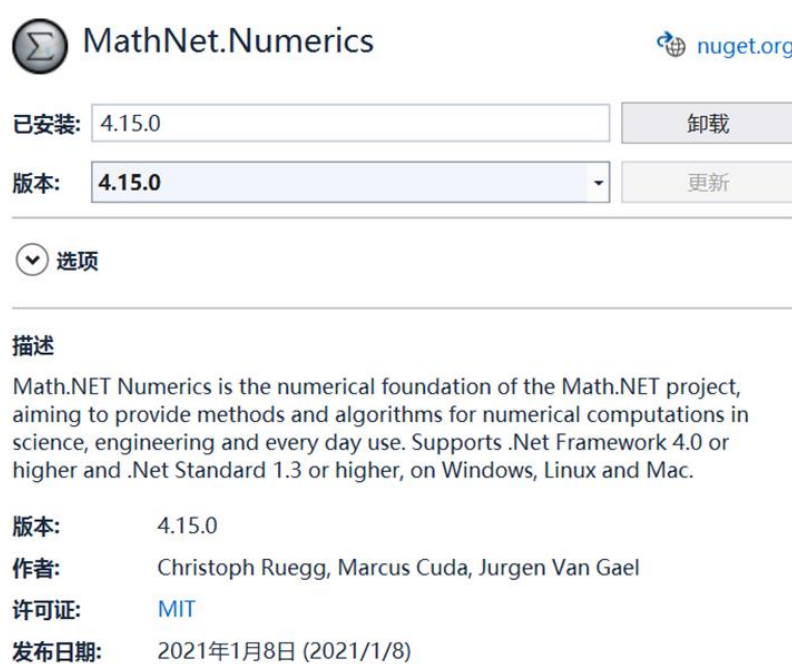 MathNet.Numerics
nuget.org
已安装: 4.15.0 卸载
版本: 4.15.0 更新
选项
描述
Math.NET Numerics is the numerical foundation of the Math.NET project,
aiming to provide methods and algorithms for numerical computations in
science, engineering and every day use. Supports .Net Framework 4.0 or
higher and .Net Standard 1.3 or higher, on Windows, Linux and Mac.
版本: 4.15.0
作者: Christoph Ruegg, Marcus Cuda, Jurgen Van Gael
许可证: MIT
发布日期: 2021年1月8日 (2021/1/8)